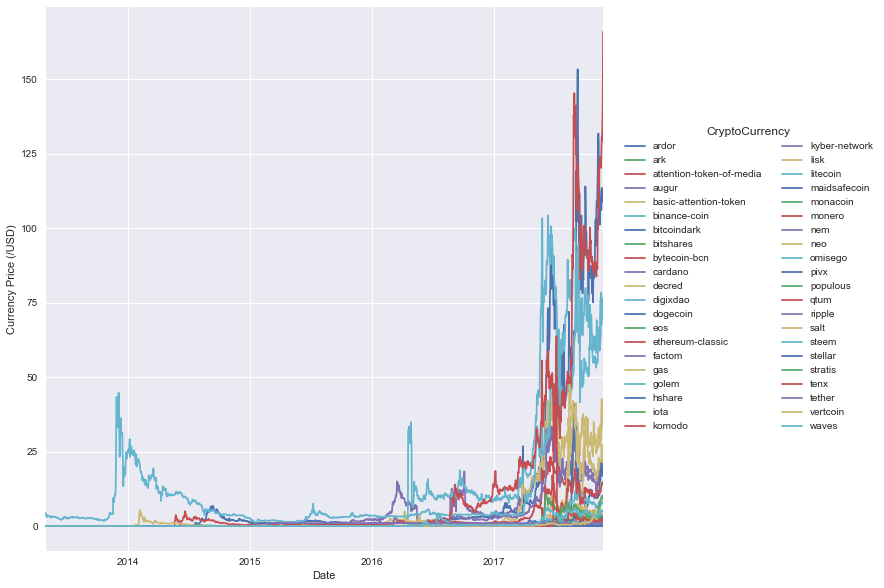 150
125
100
75
50
25
0
Currency Price (/USD)
2014
2015
2016
2017
Date
CryptoCurrency
ardor
ark
attention-token-of-media
augur
basic-attention-token
binance-coin
bitcoindark
bitshares
bytecoin-bcn
cardano
decred
digixdao
dogecoin
eos
ethereum-classic
factom
gas
golem
hshare
iota
komodo
kyber-network
lisk
litecoin
maidsafecoin
monacoin
monero
nem
neo
omisego
pivx
populous
qtum
ripple
salt
steem
stellar
stratis
tenx
tether
vertcoin
waves